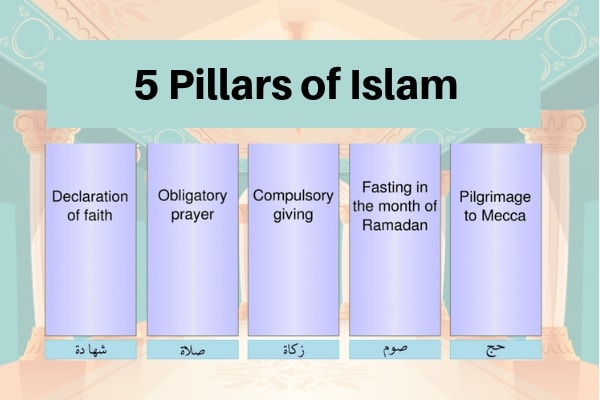 5 Pillars of Islam
Declaration
of faith
Obligatory
prayer
Compulsory
giving
Fasting in
the month of
Ramadan
Pilgrimage
to Mecca
شهادة
صلاة
زكاة
صوم
حج